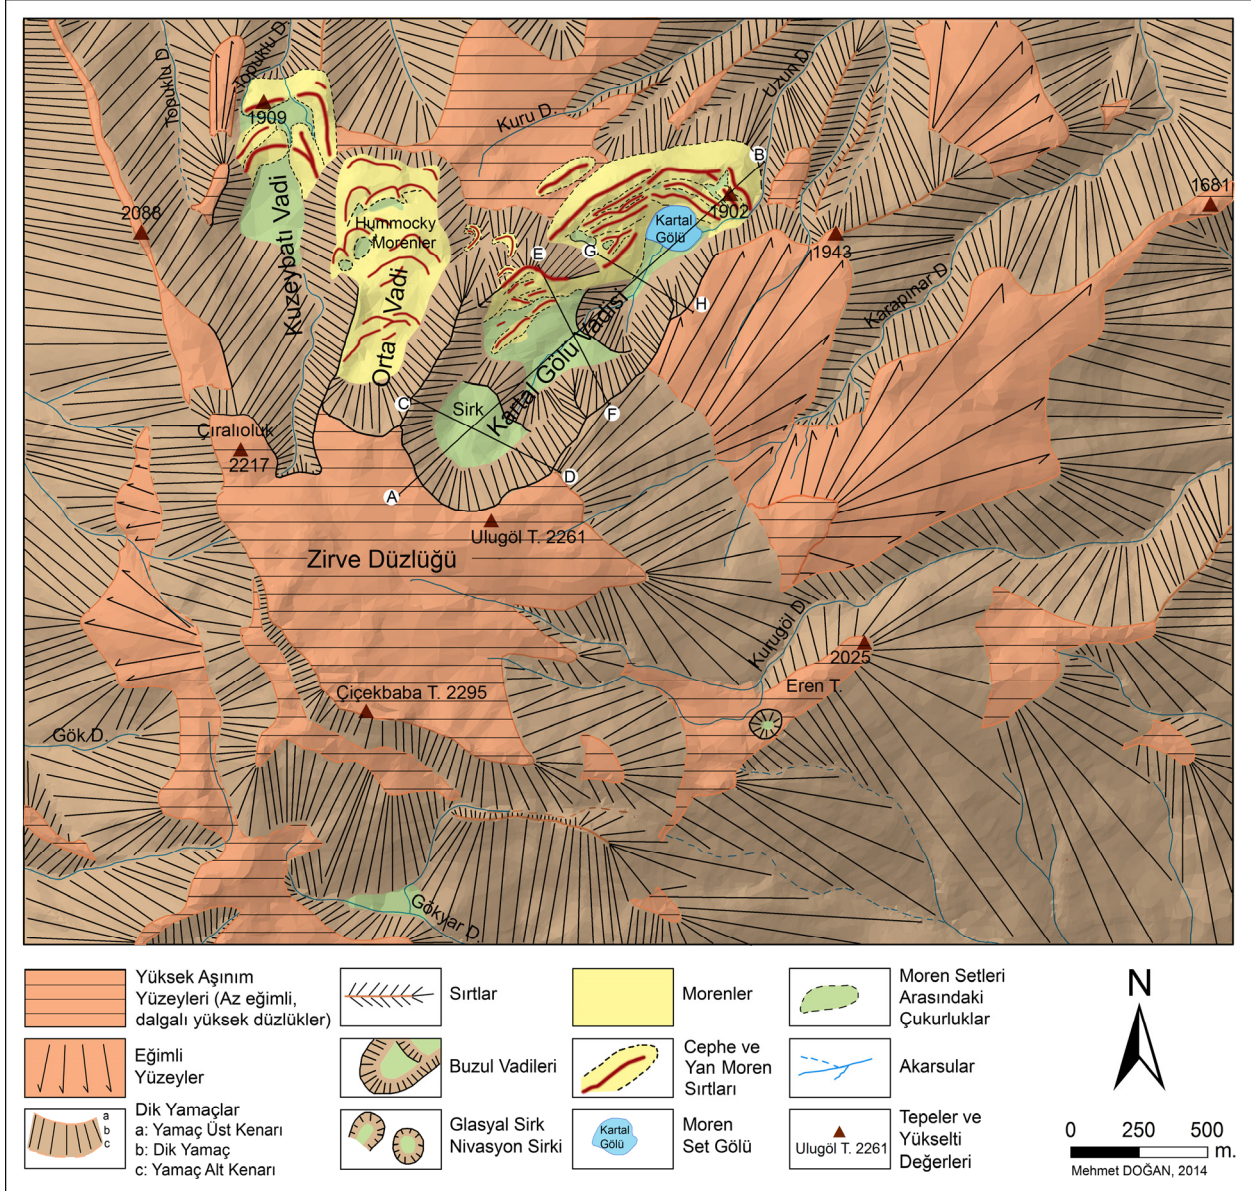 Topuklu D.
Topuklu D.
1909
Kuru D.
Uzun D.
B
1902
1681
2088
Kuzeybatı Vadi
Hummocky
Morenler
Orta Vadi
E
G
Kartal
Gölü
1943
H
Karapınar D.
Kartal Gölü Vadisi
C
Sirk
F
Çıralıoluk
2217
D
A
Ulugöl T. 2261
Zirve Düzlüğü
Kurugöl D.
2025
Eren T.
Çiçekbaba T. 2295
Gök D.
Gökyar D.
Yüksek Aşınım
Yüzeyleri (Az eğimli,
dalgalı yüksek düzlükler)
Eğimli
Yüzeyler
a
b
c
Dik Yamaçlar
a: Yamaç Üst Kenarı
b: Dik Yamaç
c: Yamaç Alt Kenarı
Sırtlar
Buzul Vadileri
Glasyal Sirk
Nivasyon Sirki
Morenler
Cephe ve
Yan Moren
Sırtları
Kartal
Gölü
Moren
Set Gölü
Moren Setleri
Arasındaki
Çukurluklar
Akarsular
Ulugöl T. 2261
Tepeler ve
Yükselti
Değerleri
N
0 250 500
m.
Mehmet DOĞAN, 2014